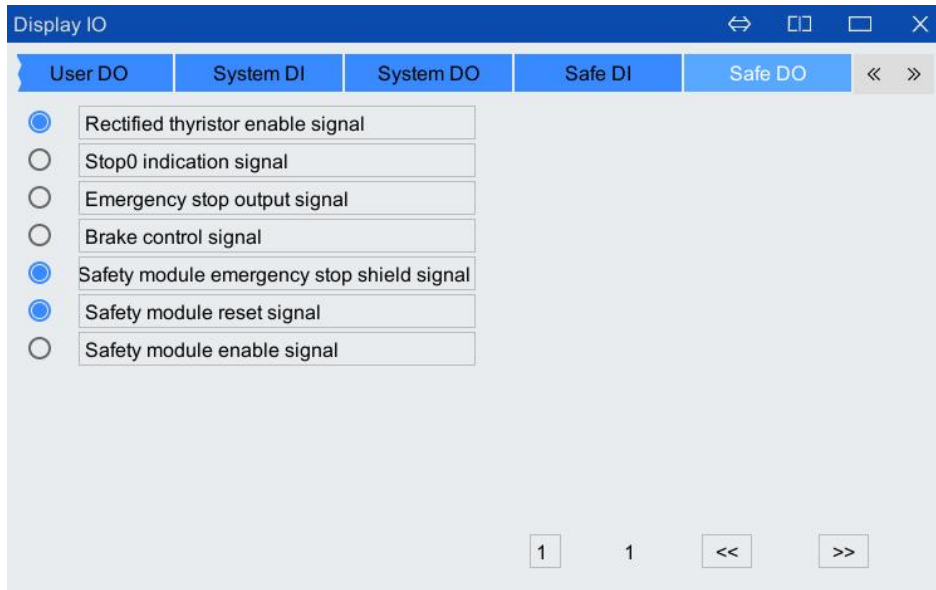 Display IO
User DO System DI System DO Safe DI Safe DO « »
Rectified thyristor enable signal
Stop0 indication signal
Emergency stop output signal
Brake control signal
Safety module emergency stop shield signal
Safety module reset signal
Safety module enable signal
1 1 << >>